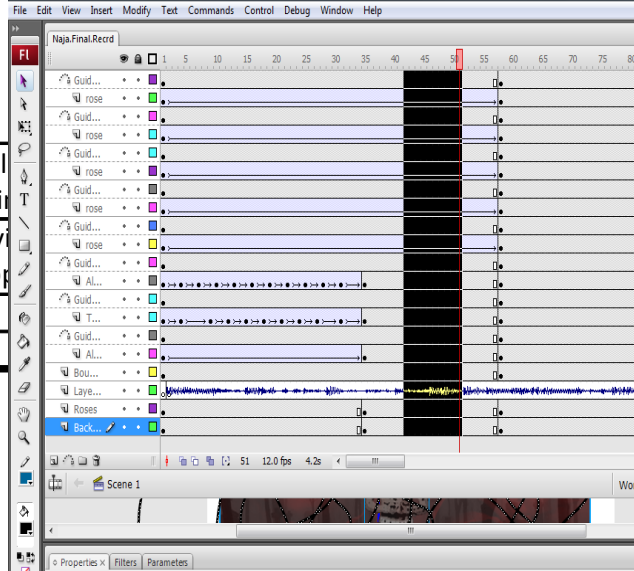 File Edit View Insert Modify Text Commands Control Debug Window Help
Naja.Final.Recrd
Fl
1 5 10 15 20 25 30 35 40 45 50 55 60 65 70 75 80
Guid...
rose
Guid...
rose
Guid...
rose
Guid...
rose
Guid...
rose
Guid...
Al...
Guid...
T...
Guid...
Al...
Bou...
Laye...
Roses
Back...
51 12.0 fps 4.2s
Scene 1
Wo
Properties × Filters Parameters